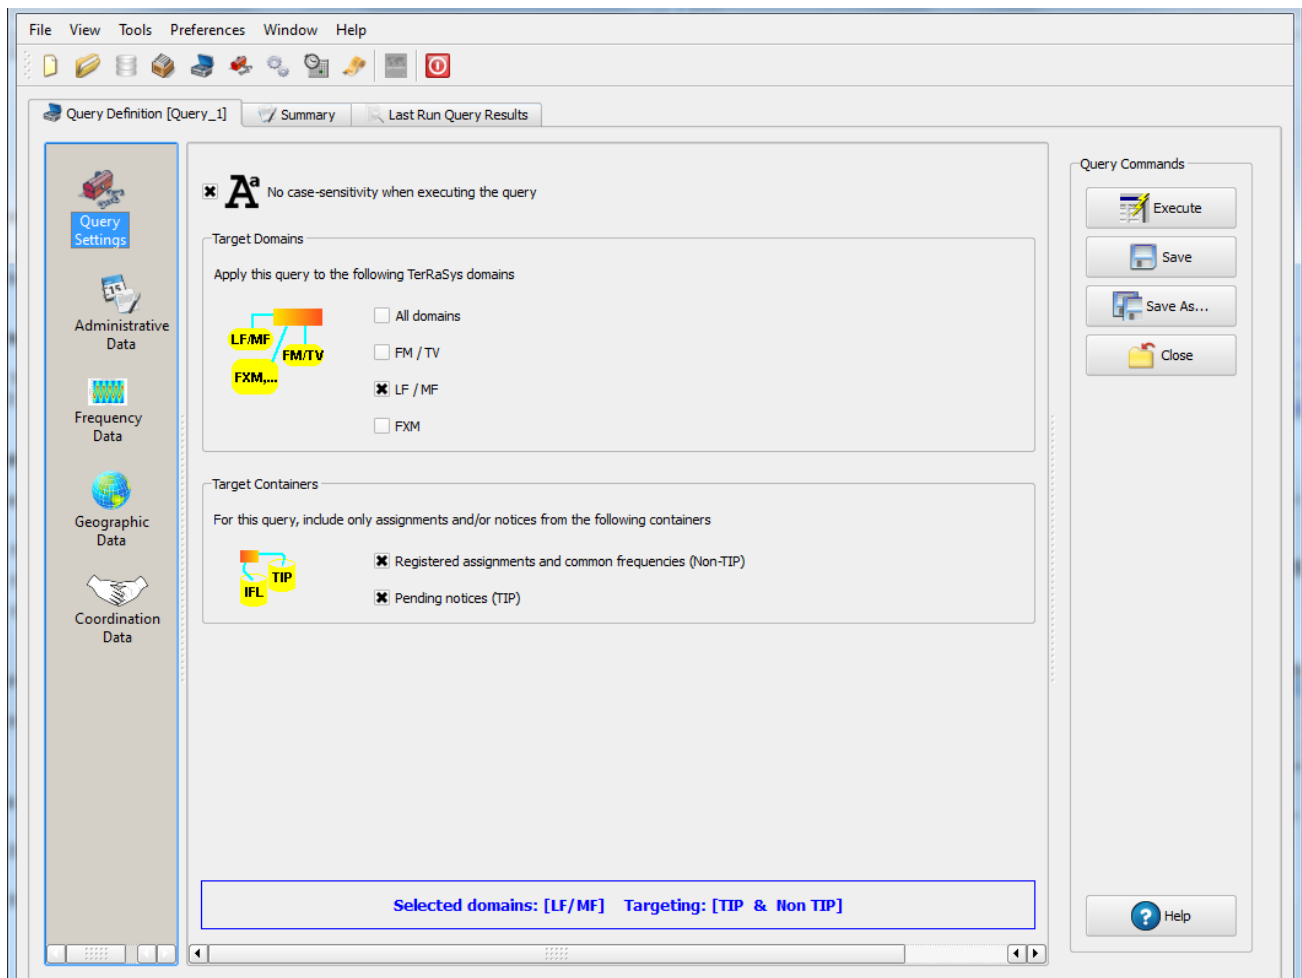 File View Tools Preferences Window Help
Query Definition [Query_1] Summary Last Run Query Results
Query
Settings
Administrative
Data
Frequency
Data
Geographic
Data
Coordination
Data
Aa No case-sensitivity when executing the query
Target Domains
Apply this query to the following TerRaSys domains
LF/MF
FM/TV
FXM,...
All domains
FM / TV
LF / MF
FXM
Target Containers
For this query, include only assignments and/or notices from the following containers
TIP
IFL
Registered assignments and common frequencies (Non-TIP)
Pending notices (TIP)
Selected domains: [LF/MF] Targeting: [TIP & Non TIP]
Query Commands
Execute
Save
Save As...
Close
Help